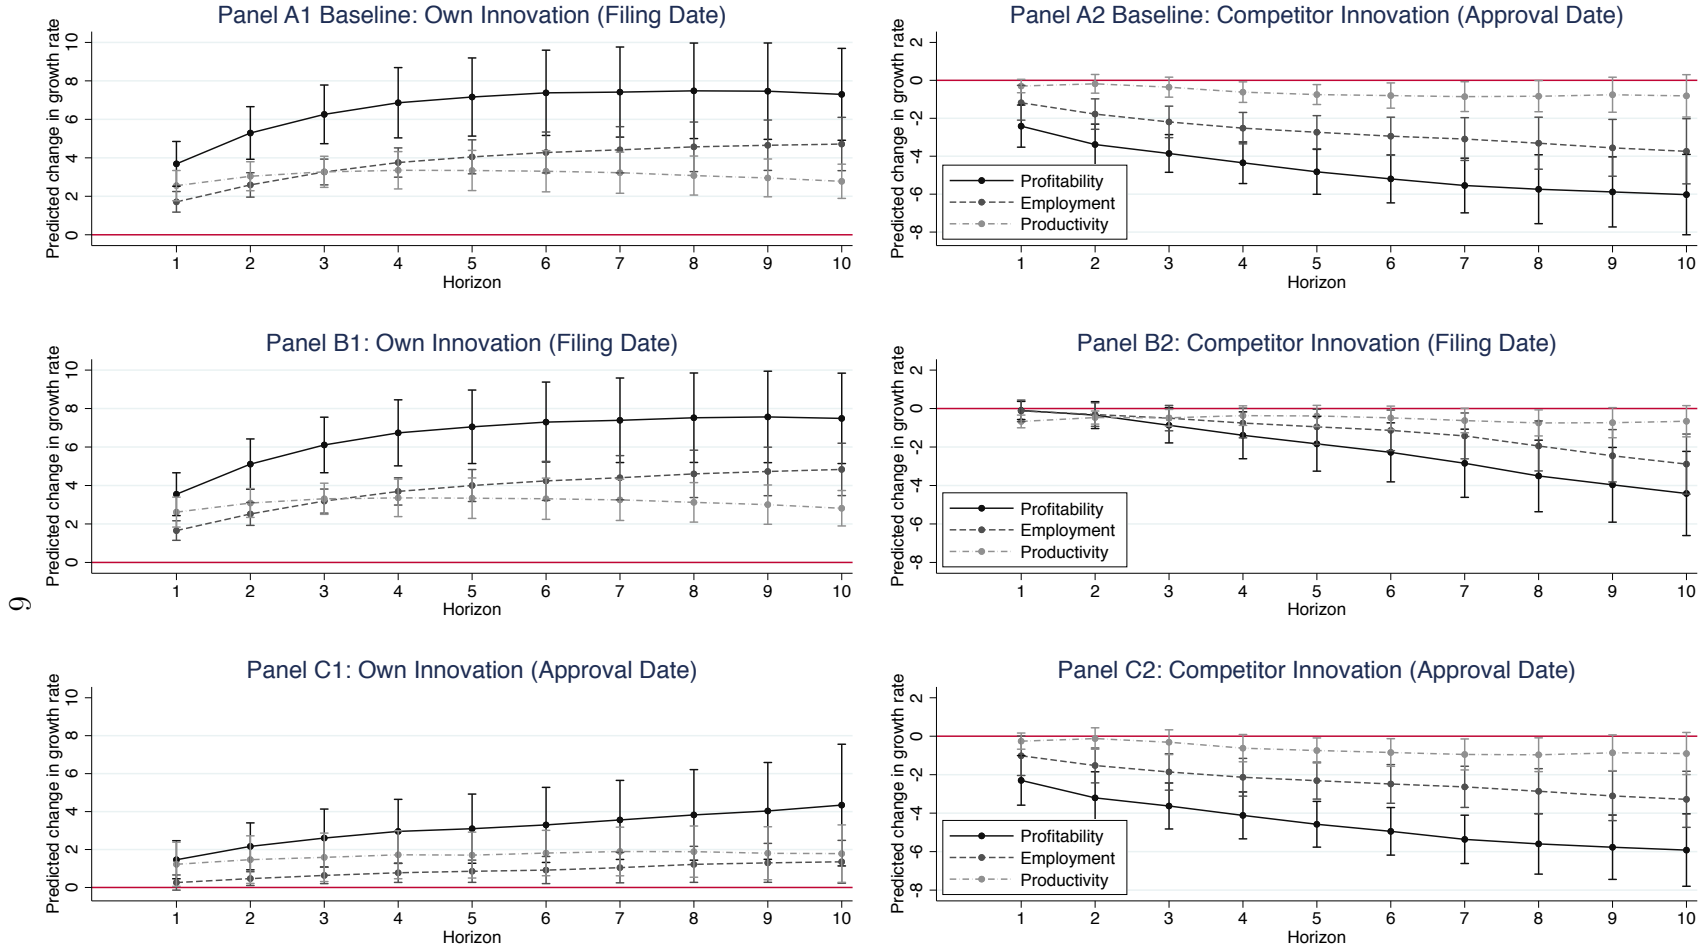 Panel A1 Baseline: Own Innovation (Filing Date)
Predicted change in growth rate
10
8
6
4
2
0
1 2 3 4 5 6 7 8 9 10
Horizon
Panel A2 Baseline: Competitor Innovation (Approval Date)
Predicted change in growth rate
2
0
-2
-4
-6
-8
Profitability
Employment
Productivity
1 2 3 4 5 6 7 8 9 10
Horizon
Panel B1: Own Innovation (Filing Date)
Predicted change in growth rate
10
8
6
4
2
0
1 2 3 4 5 6 7 8 9 10
Horizon
Panel B2: Competitor Innovation (Filing Date)
Predicted change in growth rate
2
0
-2
-4
-6
-8
Profitability
Employment
Productivity
1 2 3 4 5 6 7 8 9 10
Horizon
9
Panel C1: Own Innovation (Approval Date)
Predicted change in growth rate
10
8
6
4
2
0
1 2 3 4 5 6 7 8 9 10
Horizon
Panel C2: Competitor Innovation (Approval Date)
Predicted change in growth rate
2
0
-2
-4
-6
-8
Profitability
Employment
Productivity
1 2 3 4 5 6 7 8 9 10
Horizon